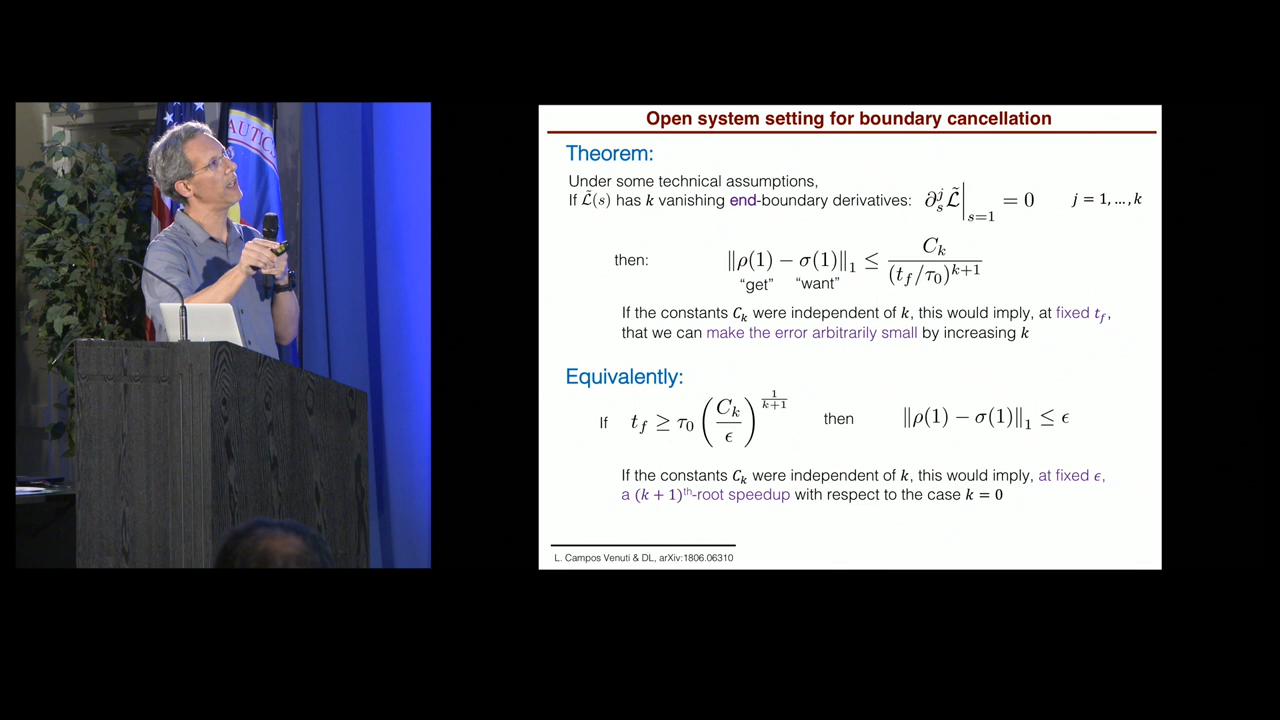 AUTIC
Open system setting for boundary cancellation
Theorem:
Under some technical assumptions,
If ℒ̃(s) has k vanishing end-boundary derivatives: ∂ₛʲ ℒ̃|ₛ₌₁ = 0 j = 1, ..., k
then: ‖ρ(1) − σ(1)‖₁ ≤ Cₖ / (t_f/τ₀)ᵏ⁺¹
“get” “want”
If the constants Cₖ were independent of k, this would imply, at fixed t_f,
that we can make the error arbitrarily small by increasing k
Equivalently:
If t_f ≥ τ₀ (Cₖ/ϵ)^(1/(k+1)) then ‖ρ(1) − σ(1)‖₁ ≤ ϵ
If the constants Cₖ were independent of k, this would imply, at fixed ϵ,
a (k + 1)ᵗʰ-root speedup with respect to the case k = 0
L. Campos Venuti & DL, arXiv:1806.06310